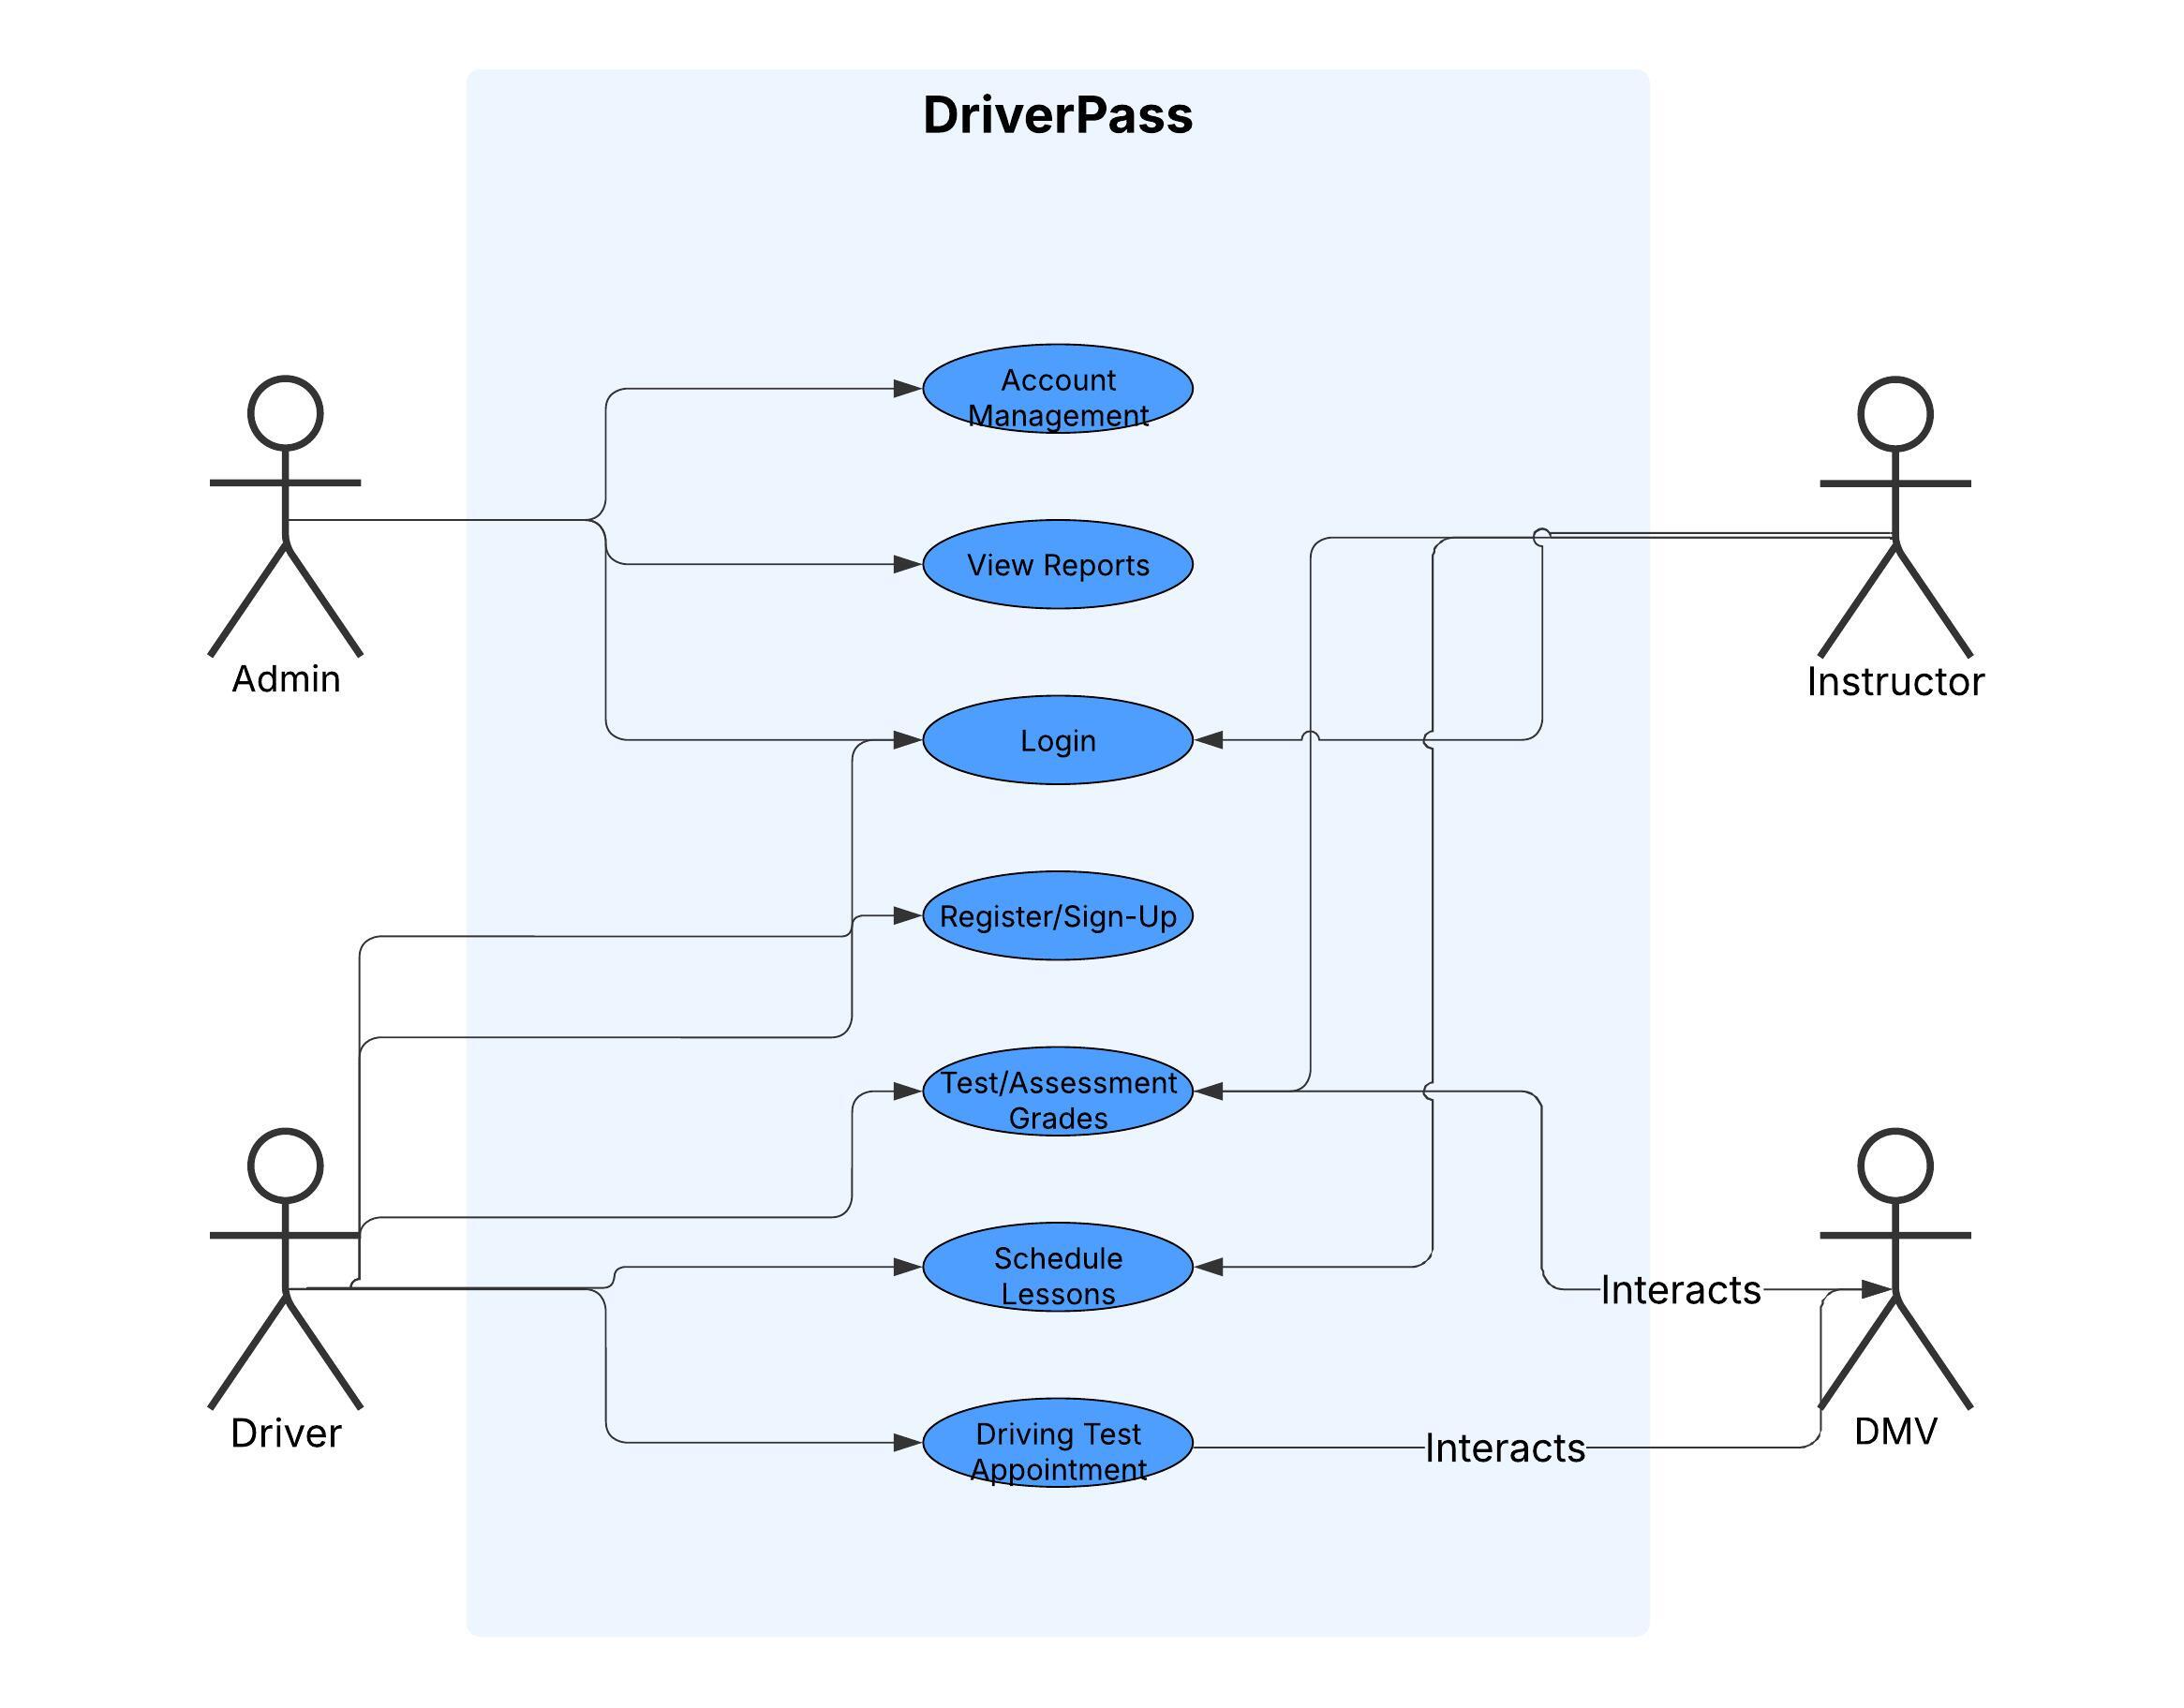 DriverPass
Account
Management
View Reports
Admin
Instructor
Login
Register/Sign-Up
Test/Assessment
Grades
Schedule
Lessons
Interacts
Driver
Driving Test
Appointment
Interacts
DMV